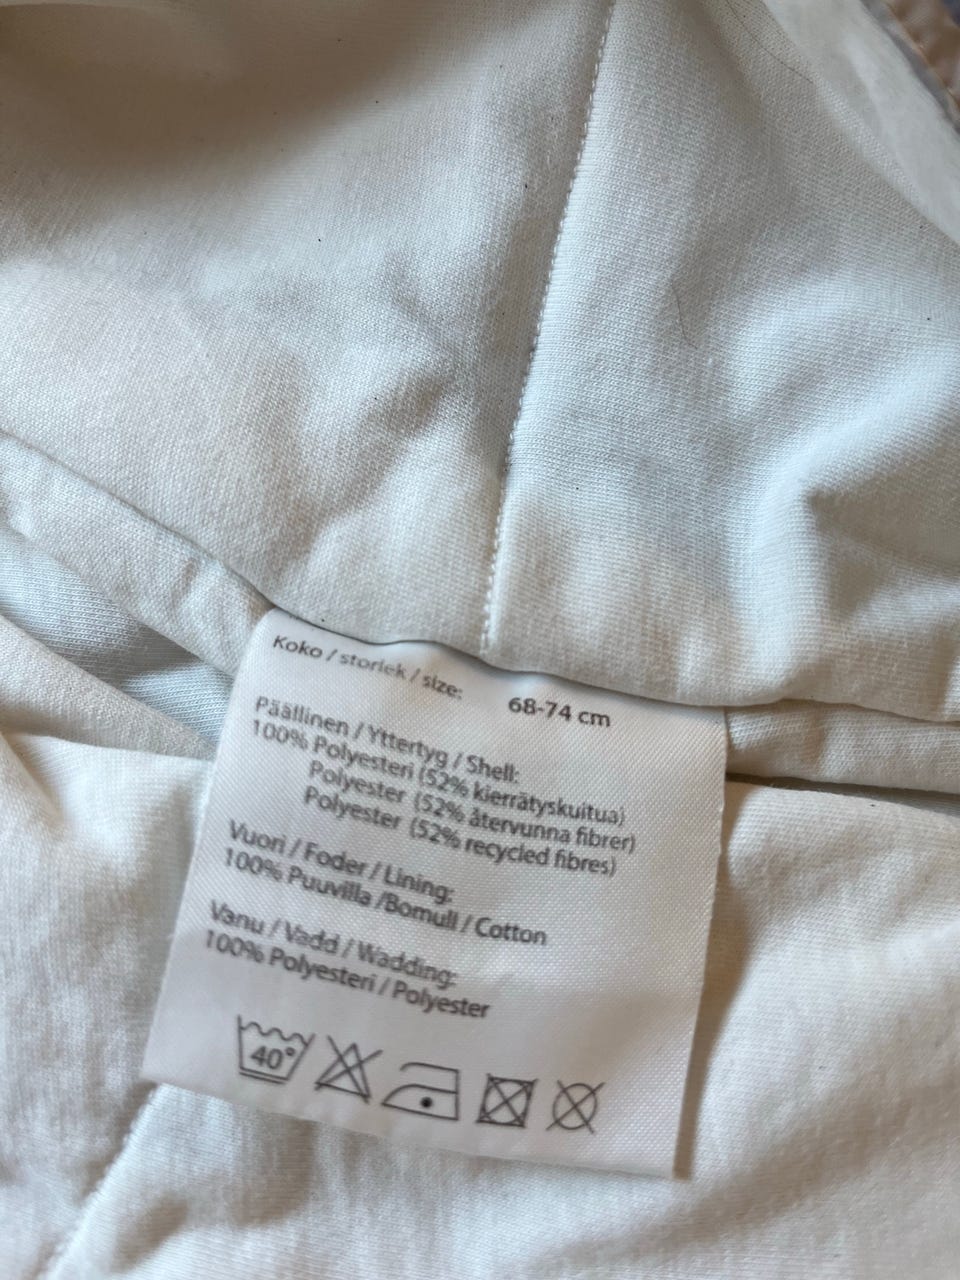 Koko / storlek / size: 68-74 cm
Päällinen / Yttertyg / Shell:
100% Polyesteri (52% kierrätyskuitua)
Polyester (52% återvunna fibrer)
Polyester (52% recycled fibres)
Vuori / Foder / Lining:
100% Puuvilla /Bomull / Cotton
Vanu / Vadd / Wadding:
100% Polyesteri / Polyester
40°